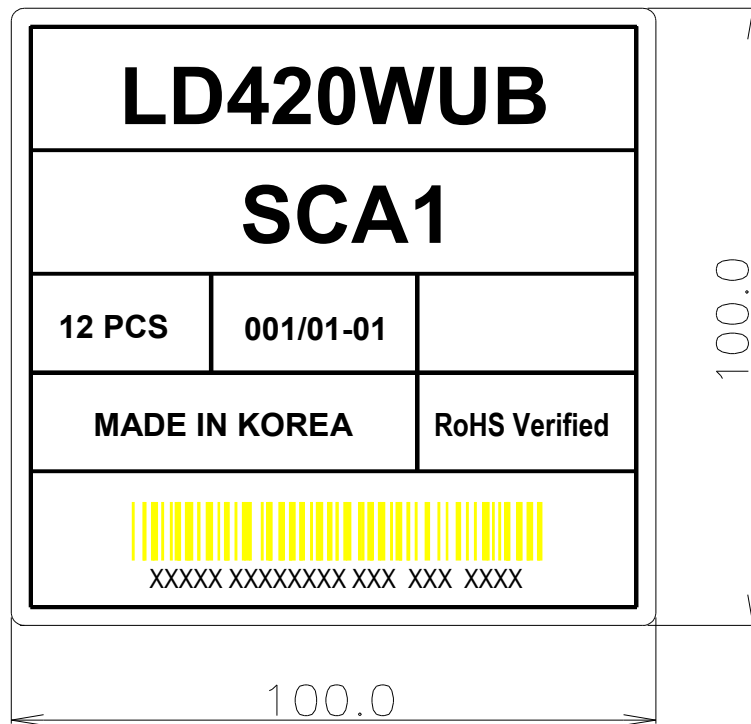 LD420WUB
SCA1
12 PCS 001/01-01
MADE IN KOREA RoHS Verified
XXXXX XXXXXXXX XXX XXX XXXX
100.0
100.0